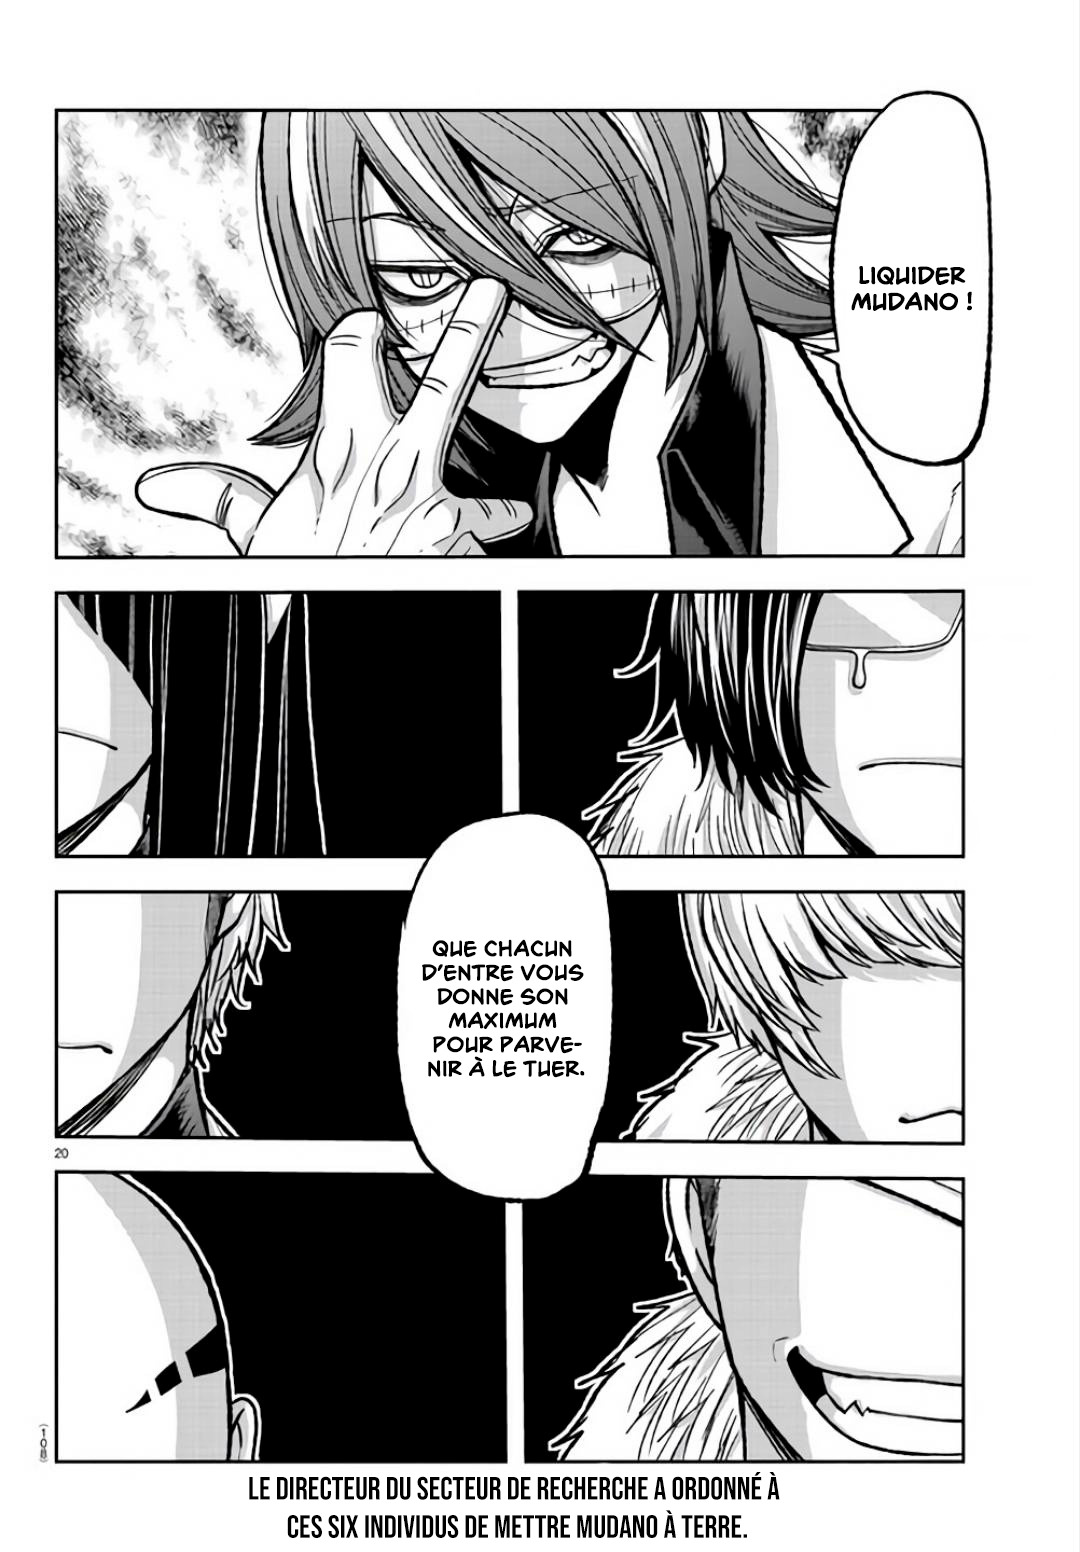 LIQUIDER
MUDANO !
QUE CHACUN
D'ENTRE VOUS
DONNE SON
MAXIMUM
POUR PARVE-
NIR À LE TUER.
20
(108)
LE DIRECTEUR DU SECTEUR DE RECHERCHE A ORDONNÉ À
CES SIX INDIVIDUS DE METTRE MUDANO À TERRE.